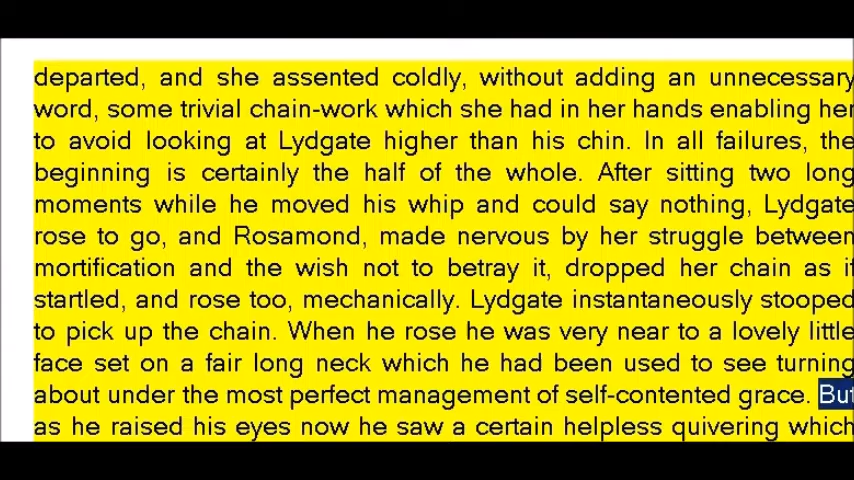 departed, and she assented coldly, without adding an unnecessary
word, some trivial chain-work which she had in her hands enabling her
to avoid looking at Lydgate higher than his chin. In all failures, the
beginning is certainly the half of the whole. After sitting two long
moments while he moved his whip and could say nothing, Lydgate
rose to go, and Rosamond, made nervous by her struggle between
mortification and the wish not to betray it, dropped her chain as if
startled, and rose too, mechanically. Lydgate instantaneously stooped
to pick up the chain. When he rose he was very near to a lovely little
face set on a fair long neck which he had been used to see turning
about under the most perfect management of self-contented grace. But
as he raised his eyes now he saw a certain helpless quivering which